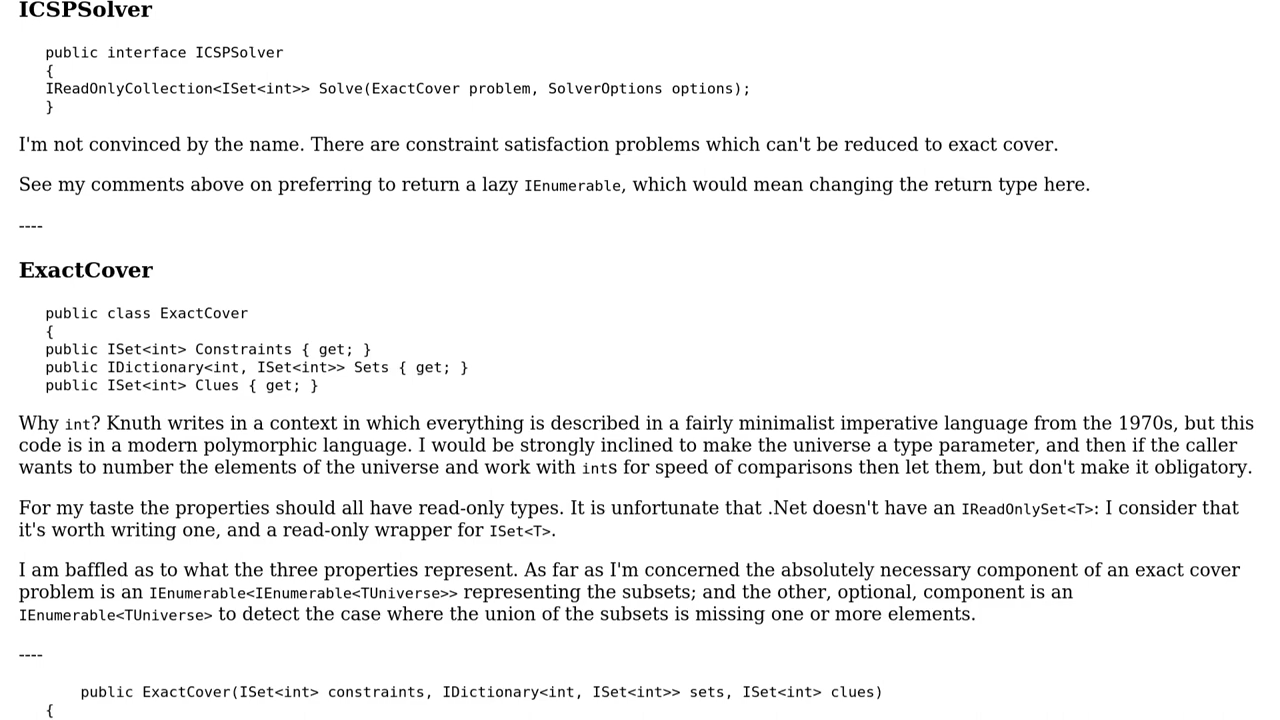 ICSPSolver
public interface ICSPSolver
{
IReadOnlyCollection<ISet<int>> Solve(ExactCover problem, SolverOptions options);
}
I'm not convinced by the name. There are constraint satisfaction problems which can't be reduced to exact cover.
See my comments above on preferring to return a lazy IEnumerable, which would mean changing the return type here.
----
ExactCover
public class ExactCover
{
public ISet<int> Constraints { get; }
public IDictionary<int, ISet<int>> Sets { get; }
public ISet<int> Clues { get; }
Why int? Knuth writes in a context in which everything is described in a fairly minimalist imperative language from the 1970s, but this
code is in a modern polymorphic language. I would be strongly inclined to make the universe a type parameter, and then if the caller
wants to number the elements of the universe and work with ints for speed of comparisons then let them, but don't make it obligatory.
For my taste the properties should all have read-only types. It is unfortunate that .Net doesn't have an IReadOnlySet<T>: I consider that
it's worth writing one, and a read-only wrapper for ISet<T>.
I am baffled as to what the three properties represent. As far as I'm concerned the absolutely necessary component of an exact cover
problem is an IEnumerable<IEnumerable<TUniverse>> representing the subsets; and the other, optional, component is an
IEnumerable<TUniverse> to detect the case where the union of the subsets is missing one or more elements.
----
public ExactCover(ISet<int> constraints, IDictionary<int, ISet<int>> sets, ISet<int> clues)
{